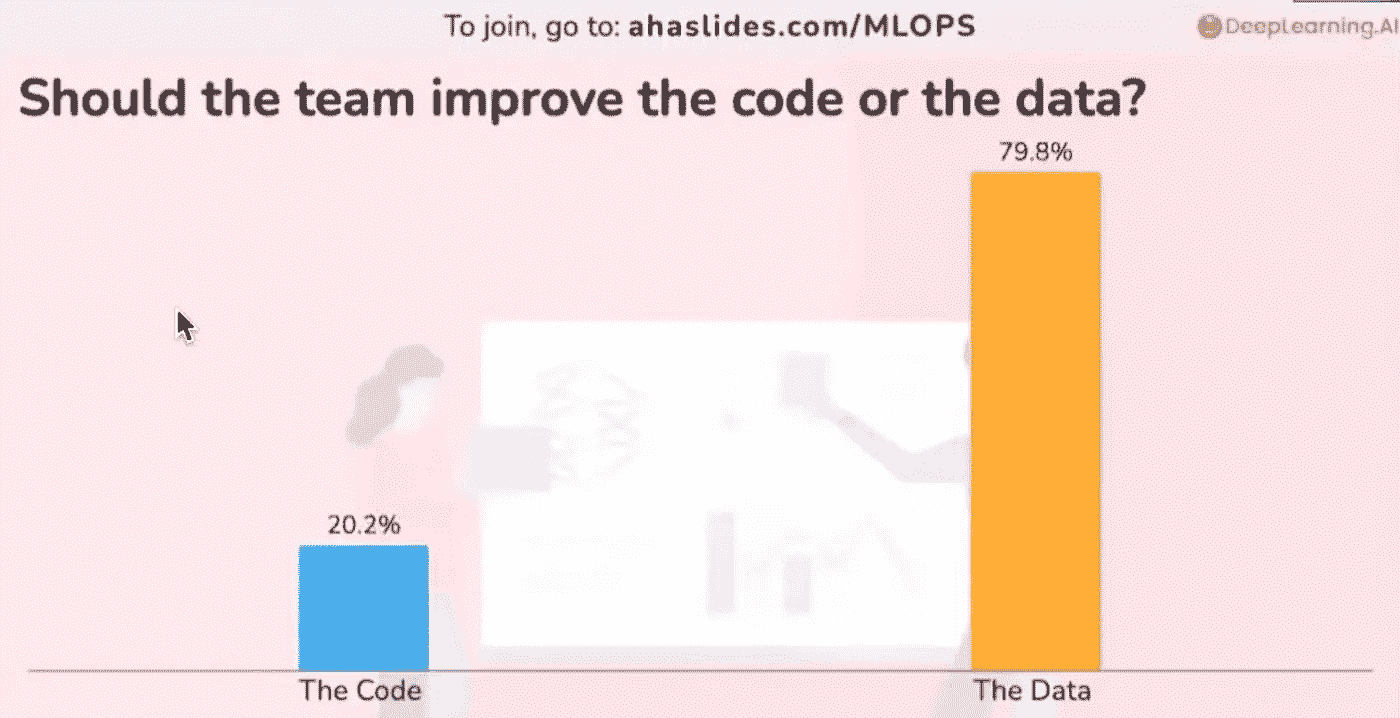 To join, go to: ahaslides.com/MLOPS
DeepLearning.AI
Should the team improve the code or the data?
79.8%
20.2%
The Code
The Data